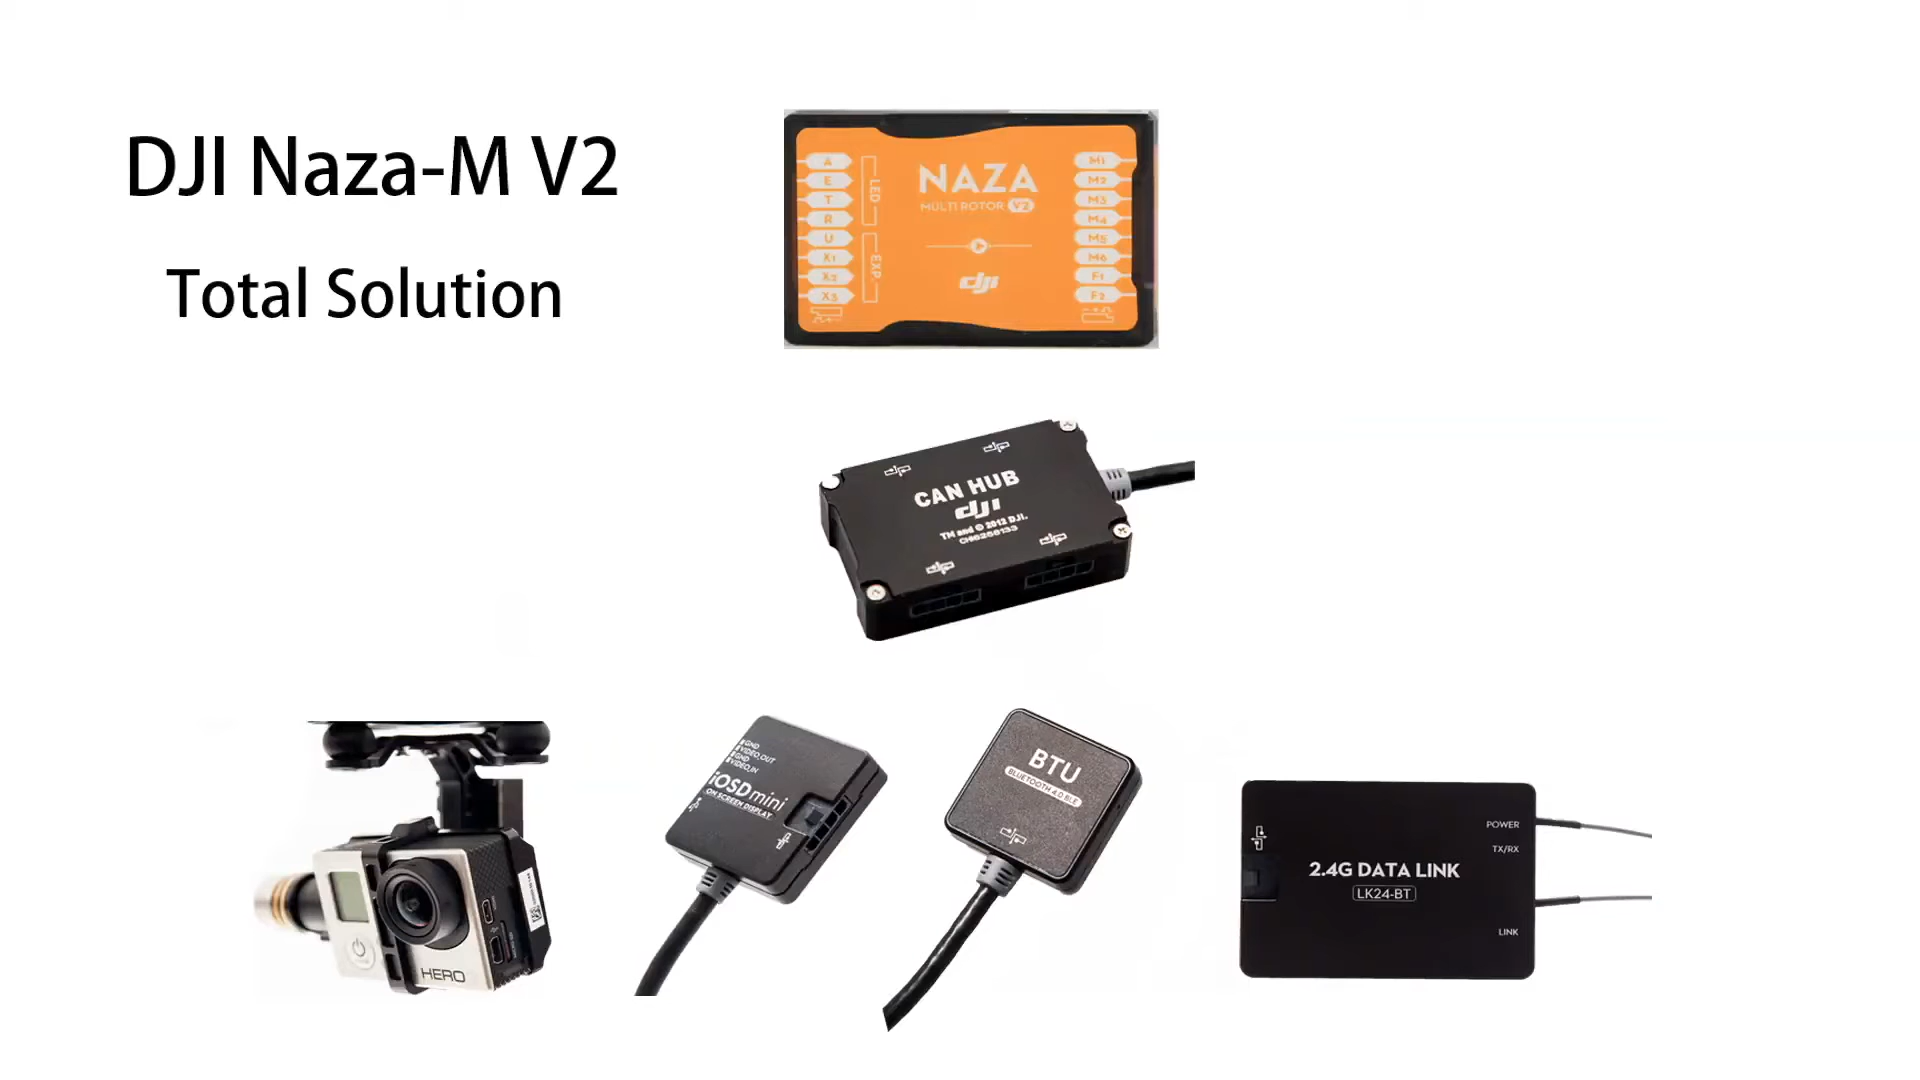 DJI Naza-M V2
Total Solution
A
E
T
R
U
X1
X2
X3
LED
EXP
NAZA
MULTI ROTOR V2
dji
M1
M2
M3
M4
M5
M6
F1
F2
CAN HUB
dji
TM and © 2012 DJI.
HERO
GND
VIDEO_OUT
GND
VIDEO_IN
iOSD mini
ON SCREEN DISPLAY
BTU
BLUETOOTH 4.0 BLE
POWER
TX/RX
2.4G DATA LINK
LK24-BT
LINK